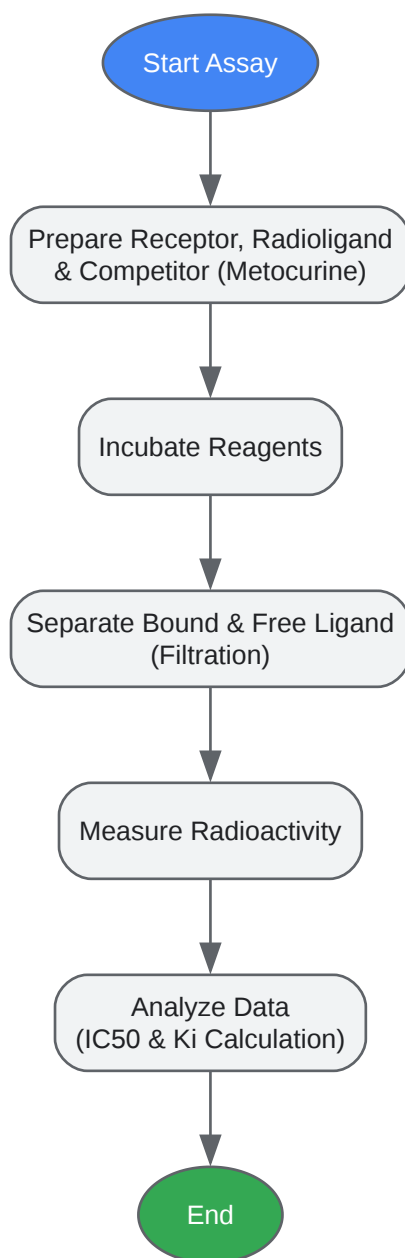 Start Assay
Prepare Receptor, Radioligand
& Competitor (Metocurine)
Incubate Reagents
Separate Bound & Free Ligand
(Filtration)
Measure Radioactivity
Analyze Data
(IC50 & Ki Calculation)
End